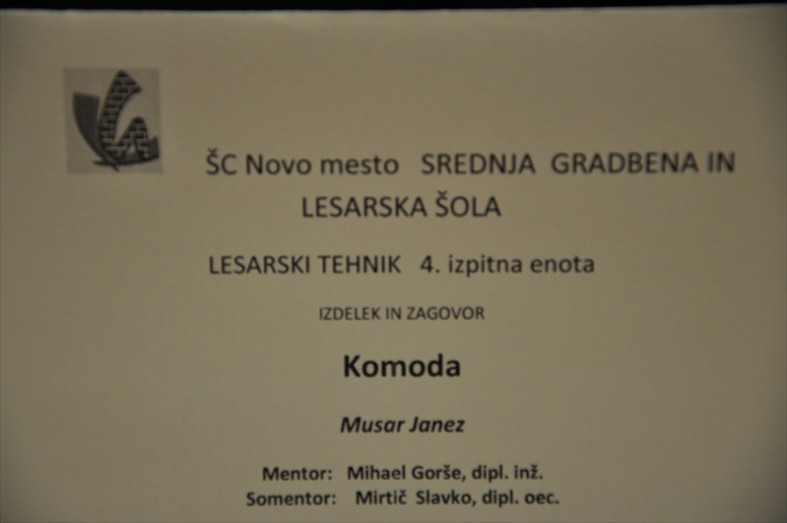 ŠC Novo mesto SREDNJA GRADBENA IN
LESARSKA ŠOLA
LESARSKI TEHNIK 4. izpitna enota
IZDELEK IN ZAGOVOR
Komoda
Musar Janez
Mentor: Mihael Gorše, dipl. inž.
Somentor: Mirtič Slavko, dipl. oec.